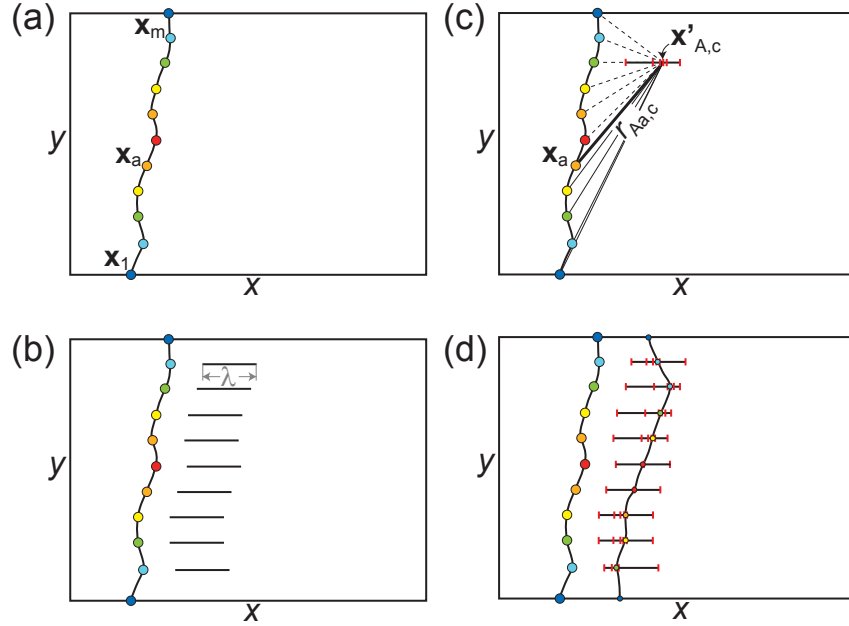 (a)
x_m
y
x_a
x_1
x
(c)
x'_A,c
r_Aa,c
x_a
y
x
(b)
λ
y
x
(d)
y
x